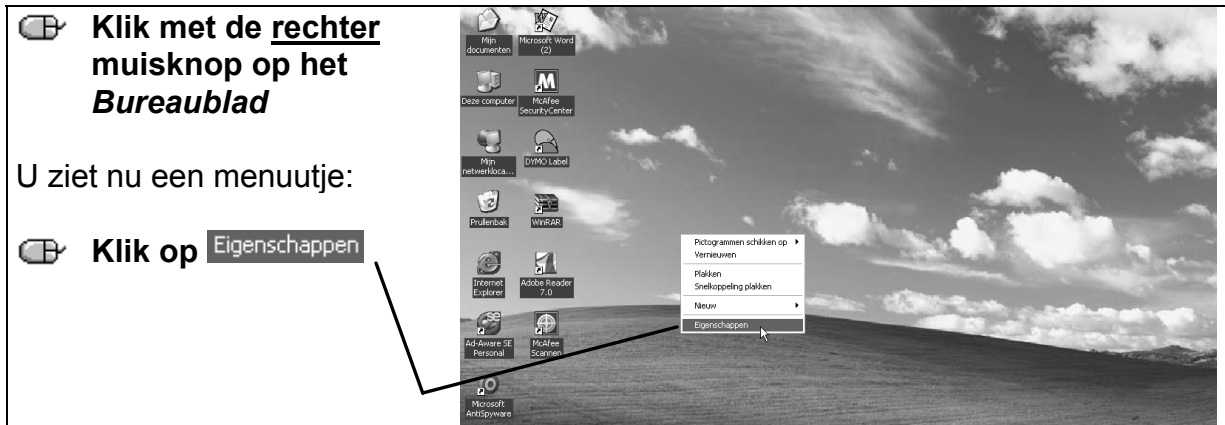 Klik met de rechter
muisknop op het
Bureaublad
U ziet nu een menuutje:
Klik op Eigenschappen
Mijn
documenten
Microsoft Word
(2)
Deze computer
McAfee
SecurityCenter
Mijn
netwerkloca...
DYMO Label
Prullenbak
WinRAR
Internet
Explorer
Adobe Reader
7.0
Ad-Aware SE
Personal
McAfee
Scannen
Microsoft
AntiSpyware
Pictogrammen schikken op
Vernieuwen
Plakken
Snelkoppeling plakken
Nieuw
Eigenschappen